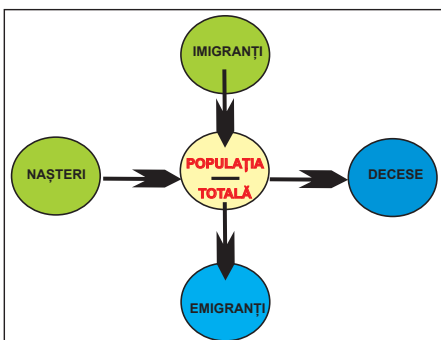 IMIGRANȚI
NAȘTERI
POPULAȚIA
TOTALĂ
DECESE
EMIGRANȚI